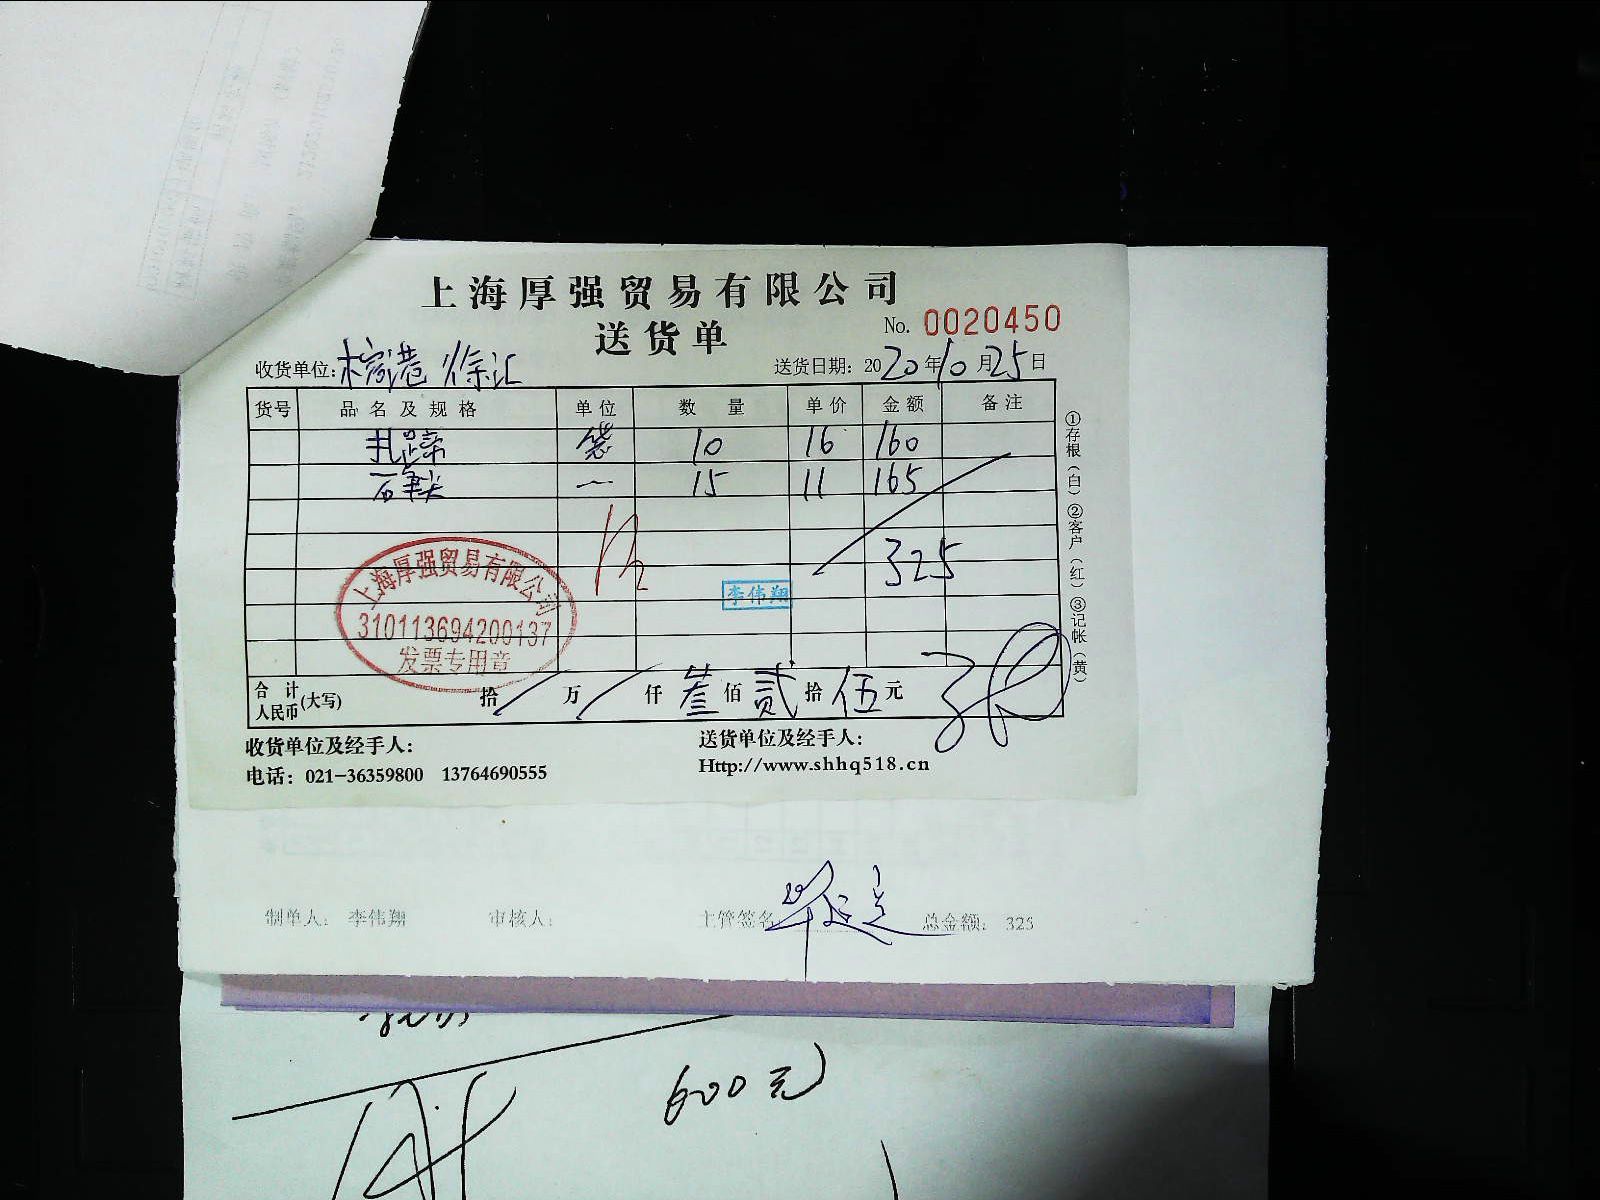 上海厚强贸易有限公司
送货单
No. 0020450
收货单位: 徐汇
送货日期: 2020年10月25日
货号 品名及规格 单位 数量 单价 金额 备注
扎蹄 袋 10 16 160
15 11 165
325
李伟翔
上海厚强贸易有限公司
310113694200137
发票专用章
合计人民币(大写) 拾 万 仟 叁佰 贰拾 伍元
①存根(白)②客户(红)③记帐(黄)
收货单位及经手人:
送货单位及经手人:
电话: 021-36359800 13764690555
Http://www.shhq518.cn
制单人: 李伟翔 审核人: 主管签名 总金额: 325
600元